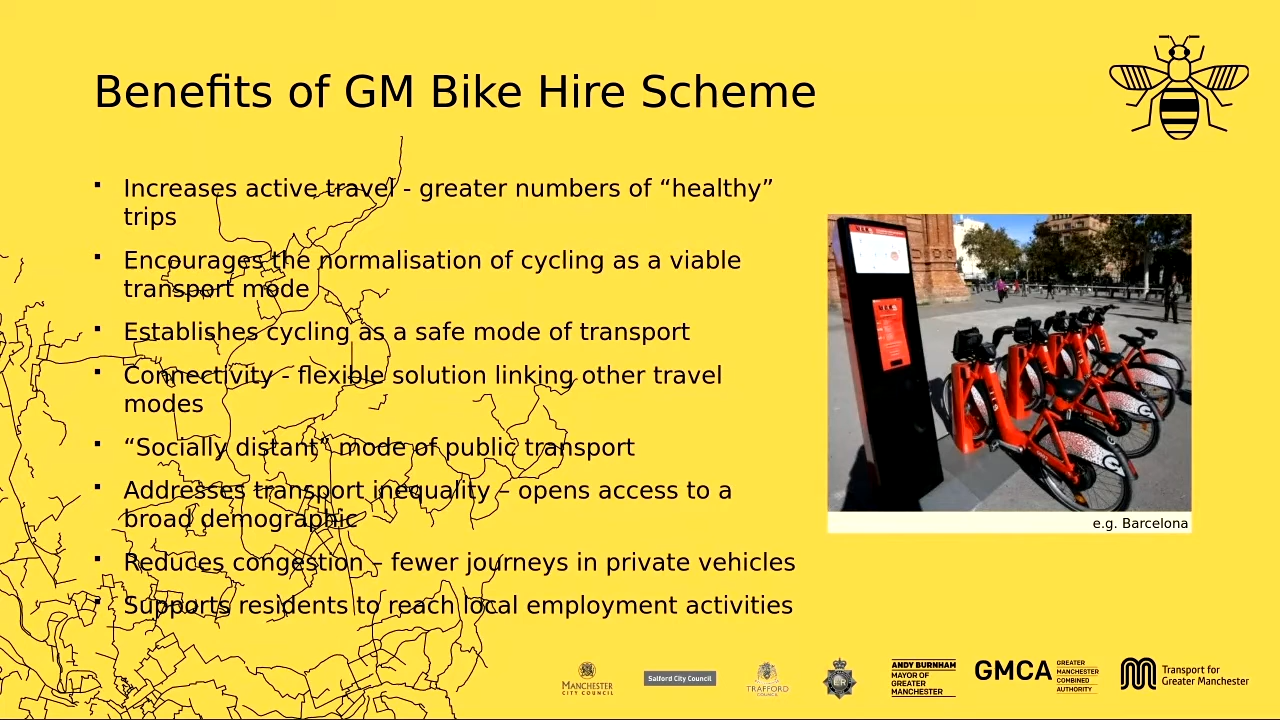 Benefits of GM Bike Hire Scheme
Increases active travel - greater numbers of “healthy”
trips
Encourages the normalisation of cycling as a viable
transport mode
Establishes cycling as a safe mode of transport
Connectivity - flexible solution linking other travel
modes
“Socially distant” mode of public transport
Addresses transport inequality – opens access to a
broad demographic
Reduces congestion – fewer journeys in private vehicles
Supports residents to reach local employment activities
e.g. Barcelona
MANCHESTER
CITY COUNCIL
Salford City Council
TRAFFORD
COUNCIL
ANDY BURNHAM
MAYOR OF
GREATER
MANCHESTER
GMCA
GREATER
MANCHESTER
COMBINED
AUTHORITY
Transport for
Greater Manchester